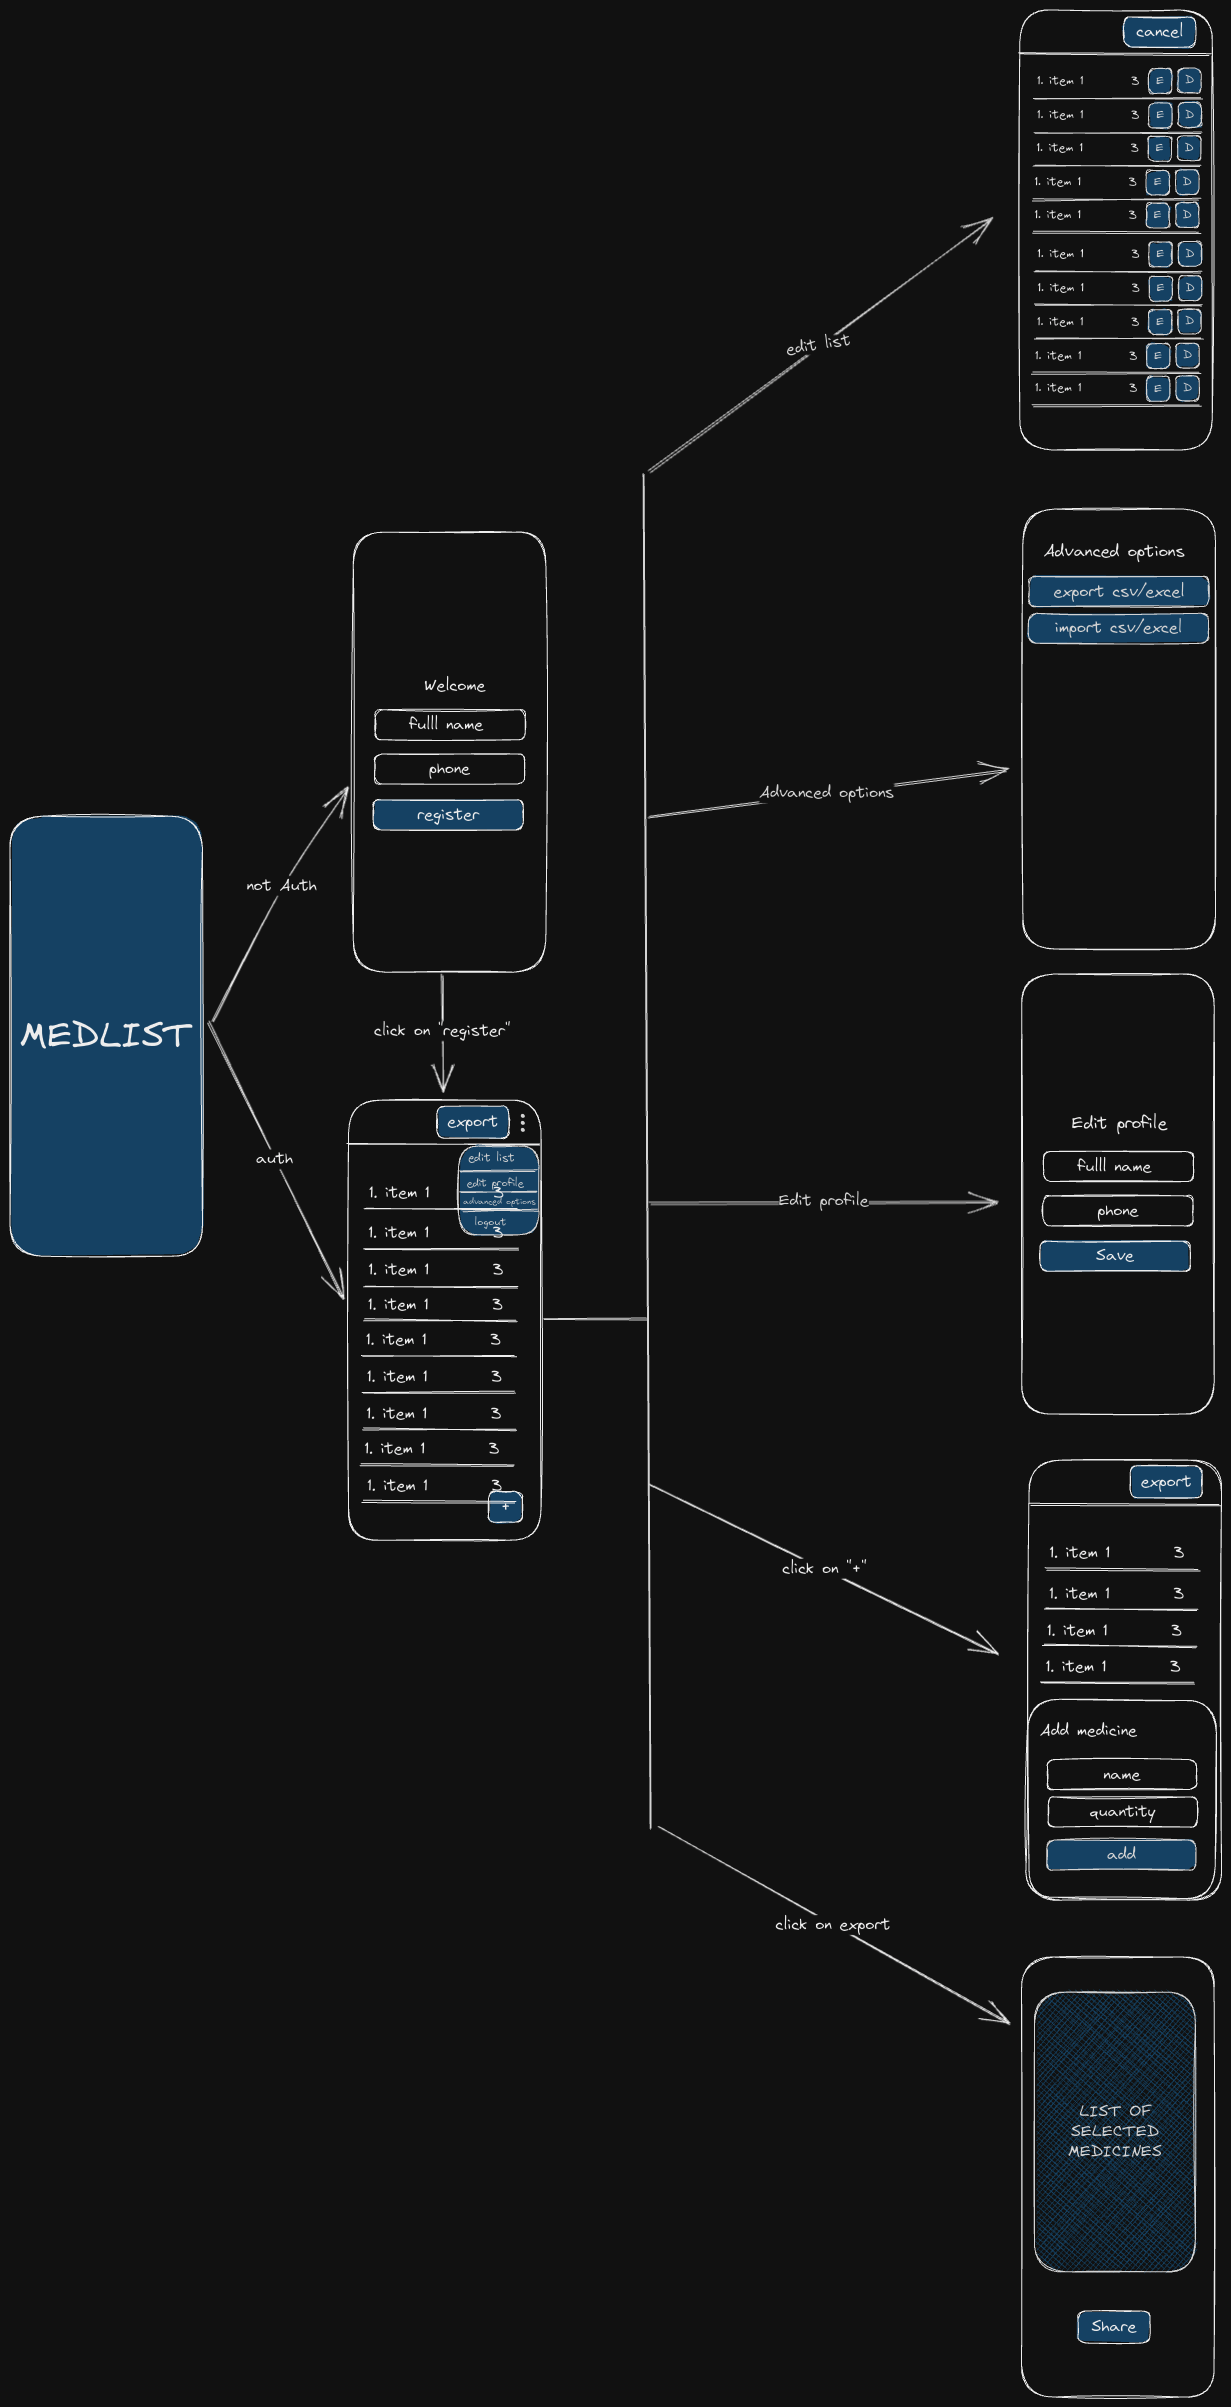 MEDLIST
not Auth
auth
Welcome
fulll name
phone
register
click on "register"
export
edit list
edit profile
advanced options
logout
1. item 1 3
1. item 1 3
1. item 1 3
1. item 1 3
1. item 1 3
1. item 1 3
1. item 1 3
1. item 1 3
1. item 1 3
+
edit list
cancel
1. item 1 3 E D
1. item 1 3 E D
1. item 1 3 E D
1. item 1 3 E D
1. item 1 3 E D
1. item 1 3 E D
1. item 1 3 E D
1. item 1 3 E D
1. item 1 3 E D
1. item 1 3 E D
Advanced options
Advanced options
export csv/excel
import csv/excel
Edit profile
Edit profile
fulll name
phone
Save
click on "+"
export
1. item 1 3
1. item 1 3
1. item 1 3
1. item 1 3
Add medicine
name
quantity
add
click on export
LIST OF
SELECTED
MEDICINES
Share